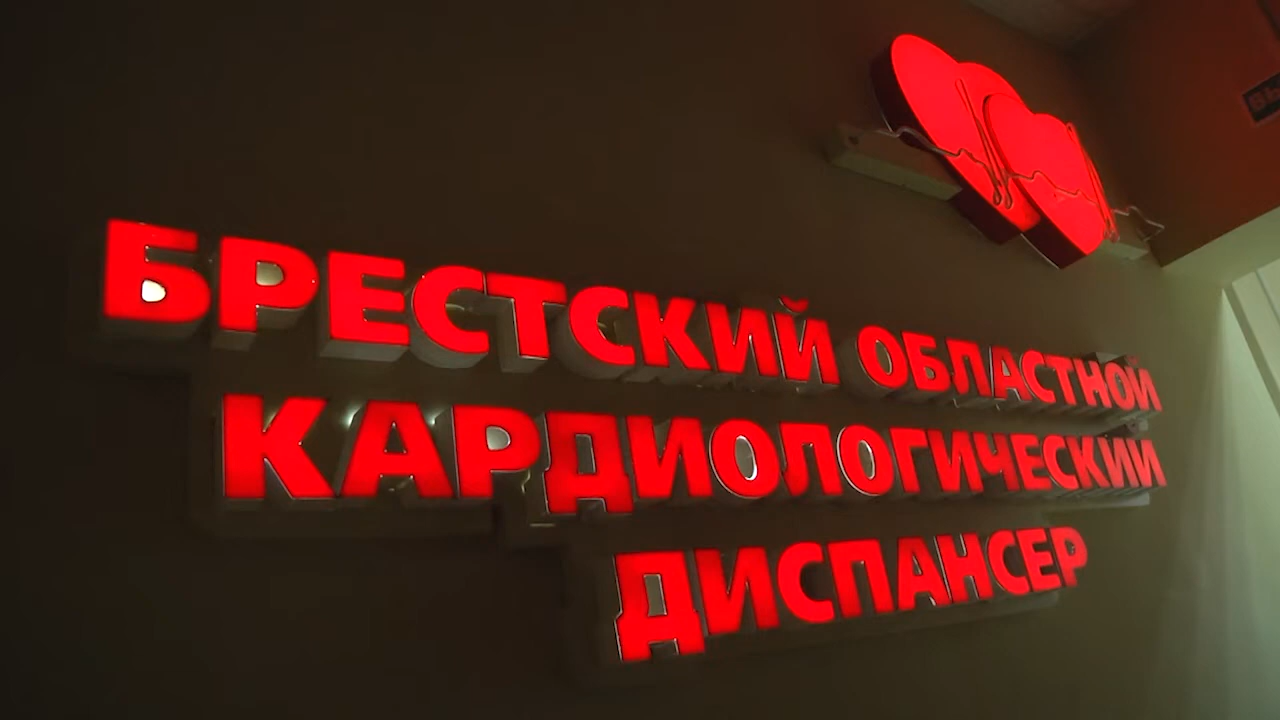 БРЕСТСКИЙ ОБЛАСТНОЙ
КАРДИОЛОГИЧЕСКИЙ
ДИСПАНСЕР